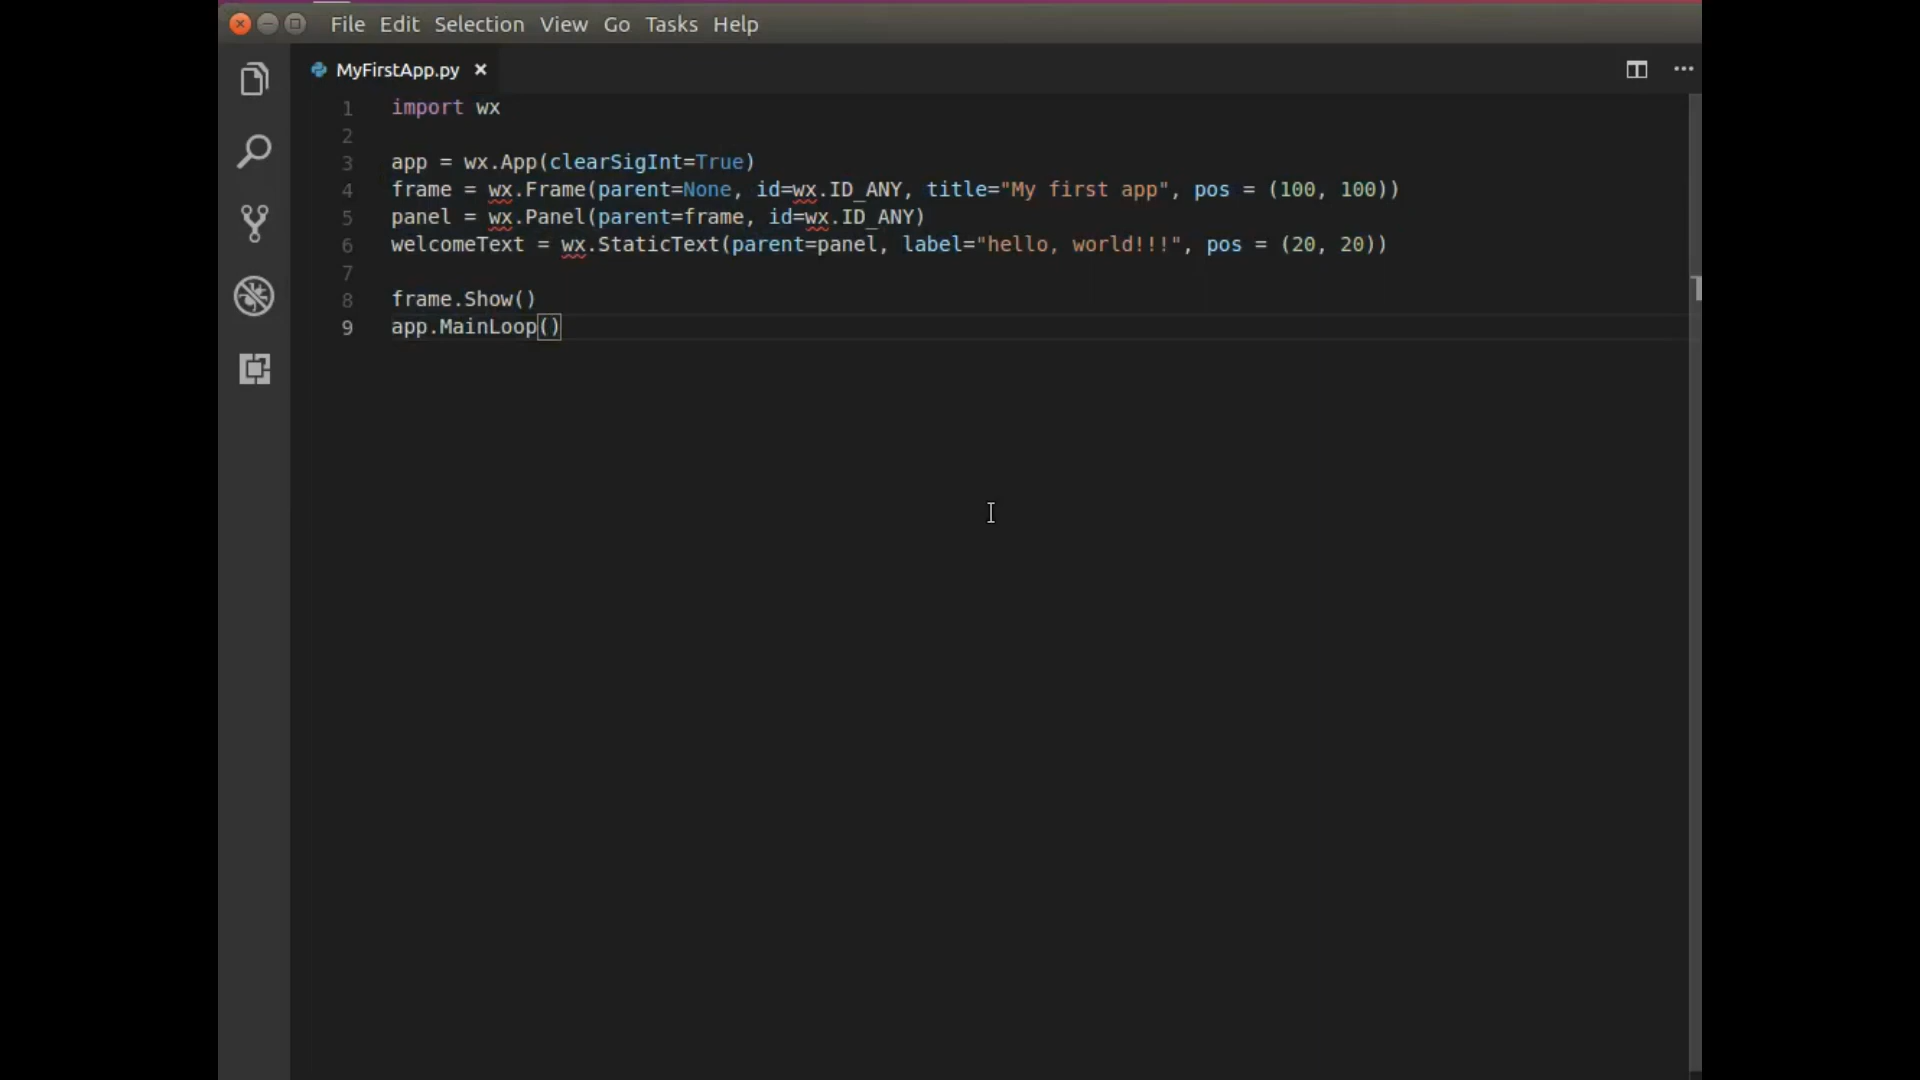 File Edit Selection View Go Tasks Help
MyFirstApp.py
1 import wx
2
3 app = wx.App(clearSigInt=True)
4 frame = wx.Frame(parent=None, id=wx.ID_ANY, title="My first app", pos = (100, 100))
5 panel = wx.Panel(parent=frame, id=wx.ID_ANY)
6 welcomeText = wx.StaticText(parent=panel, label="hello, world!!!", pos = (20, 20))
7
8 frame.Show()
9 app.MainLoop()